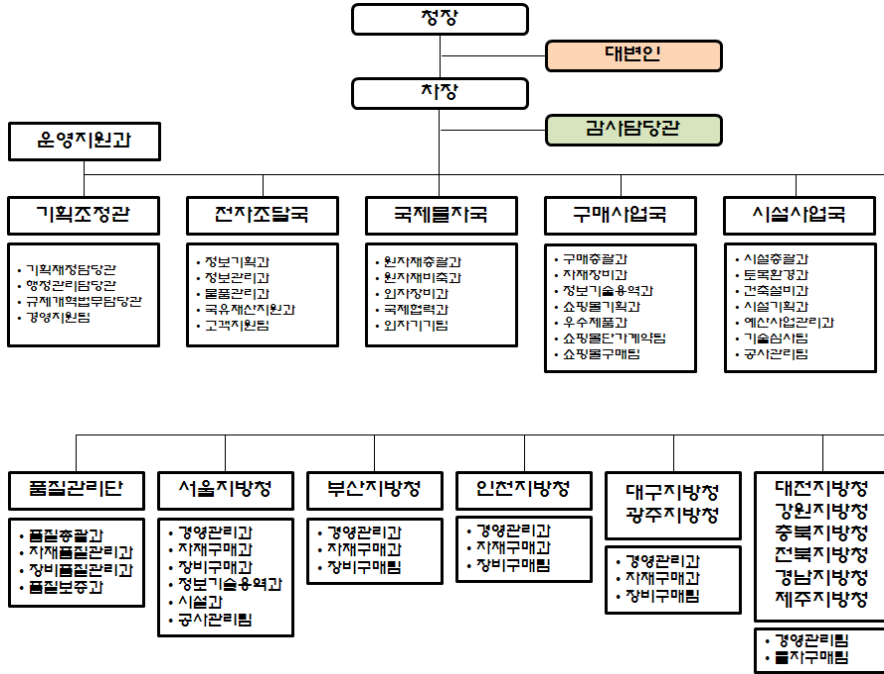 청장
대변인
차장
감사담당관
운영지원과
기획조정관
• 기획재정담당관
• 행정관리담당관
• 규제개혁법무담당관
• 경영지원팀
전자조달국
• 정보기획과
• 정보관리과
• 물품관리과
• 국유재산지원과
• 고객지원팀
국제물자국
• 원자재총괄과
• 원자재비축과
• 외자장비과
• 국제협력과
• 외자기기팀
구매사업국
• 구매총괄과
• 자재장비과
• 정보기술용역과
• 쇼핑몰기획과
• 우수제품과
• 쇼핑몰단가계약팀
• 쇼핑몰구매팀
시설사업국
• 시설총괄과
• 토목환경과
• 건축설비과
• 시설기획과
• 예산사업관리과
• 기술심사팀
• 공사관리팀
품질관리단
• 품질총괄과
• 자재품질관리과
• 장비품질관리과
• 품질보증과
서울지방청
• 경영관리과
• 자재구매과
• 장비구매과
• 정보기술용역과
• 시설과
• 공사관리팀
부산지방청
• 경영관리과
• 자재구매과
• 장비구매팀
인천지방청
• 경영관리과
• 자재구매과
• 장비구매팀
대구지방청
광주지방청
• 경영관리과
• 자재구매과
• 장비구매팀
대전지방청
강원지방청
충북지방청
전북지방청
경남지방청
제주지방청
• 경영관리팀
• 물자구매팀